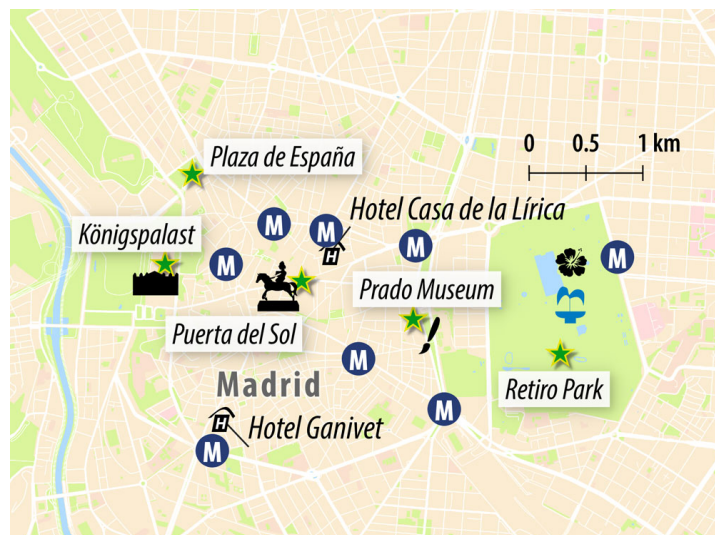 0 0.5 1 km
Plaza de España
Hotel Casa de la Lírica
Königspalast
M
M
M
M
M
H
Prado Museum
Puerta del Sol
M
Madrid
Retiro Park
M
H
Hotel Ganivet
M